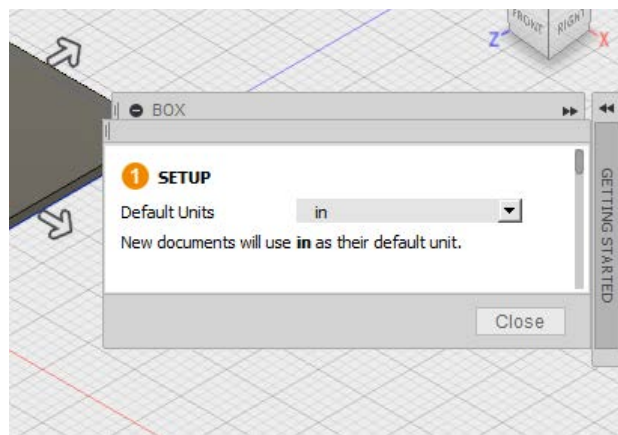 FRONT
RIGHT
Z
X
BOX
1 SETUP
Default Units in
New documents will use in as their default unit.
Close
GETTING STARTED